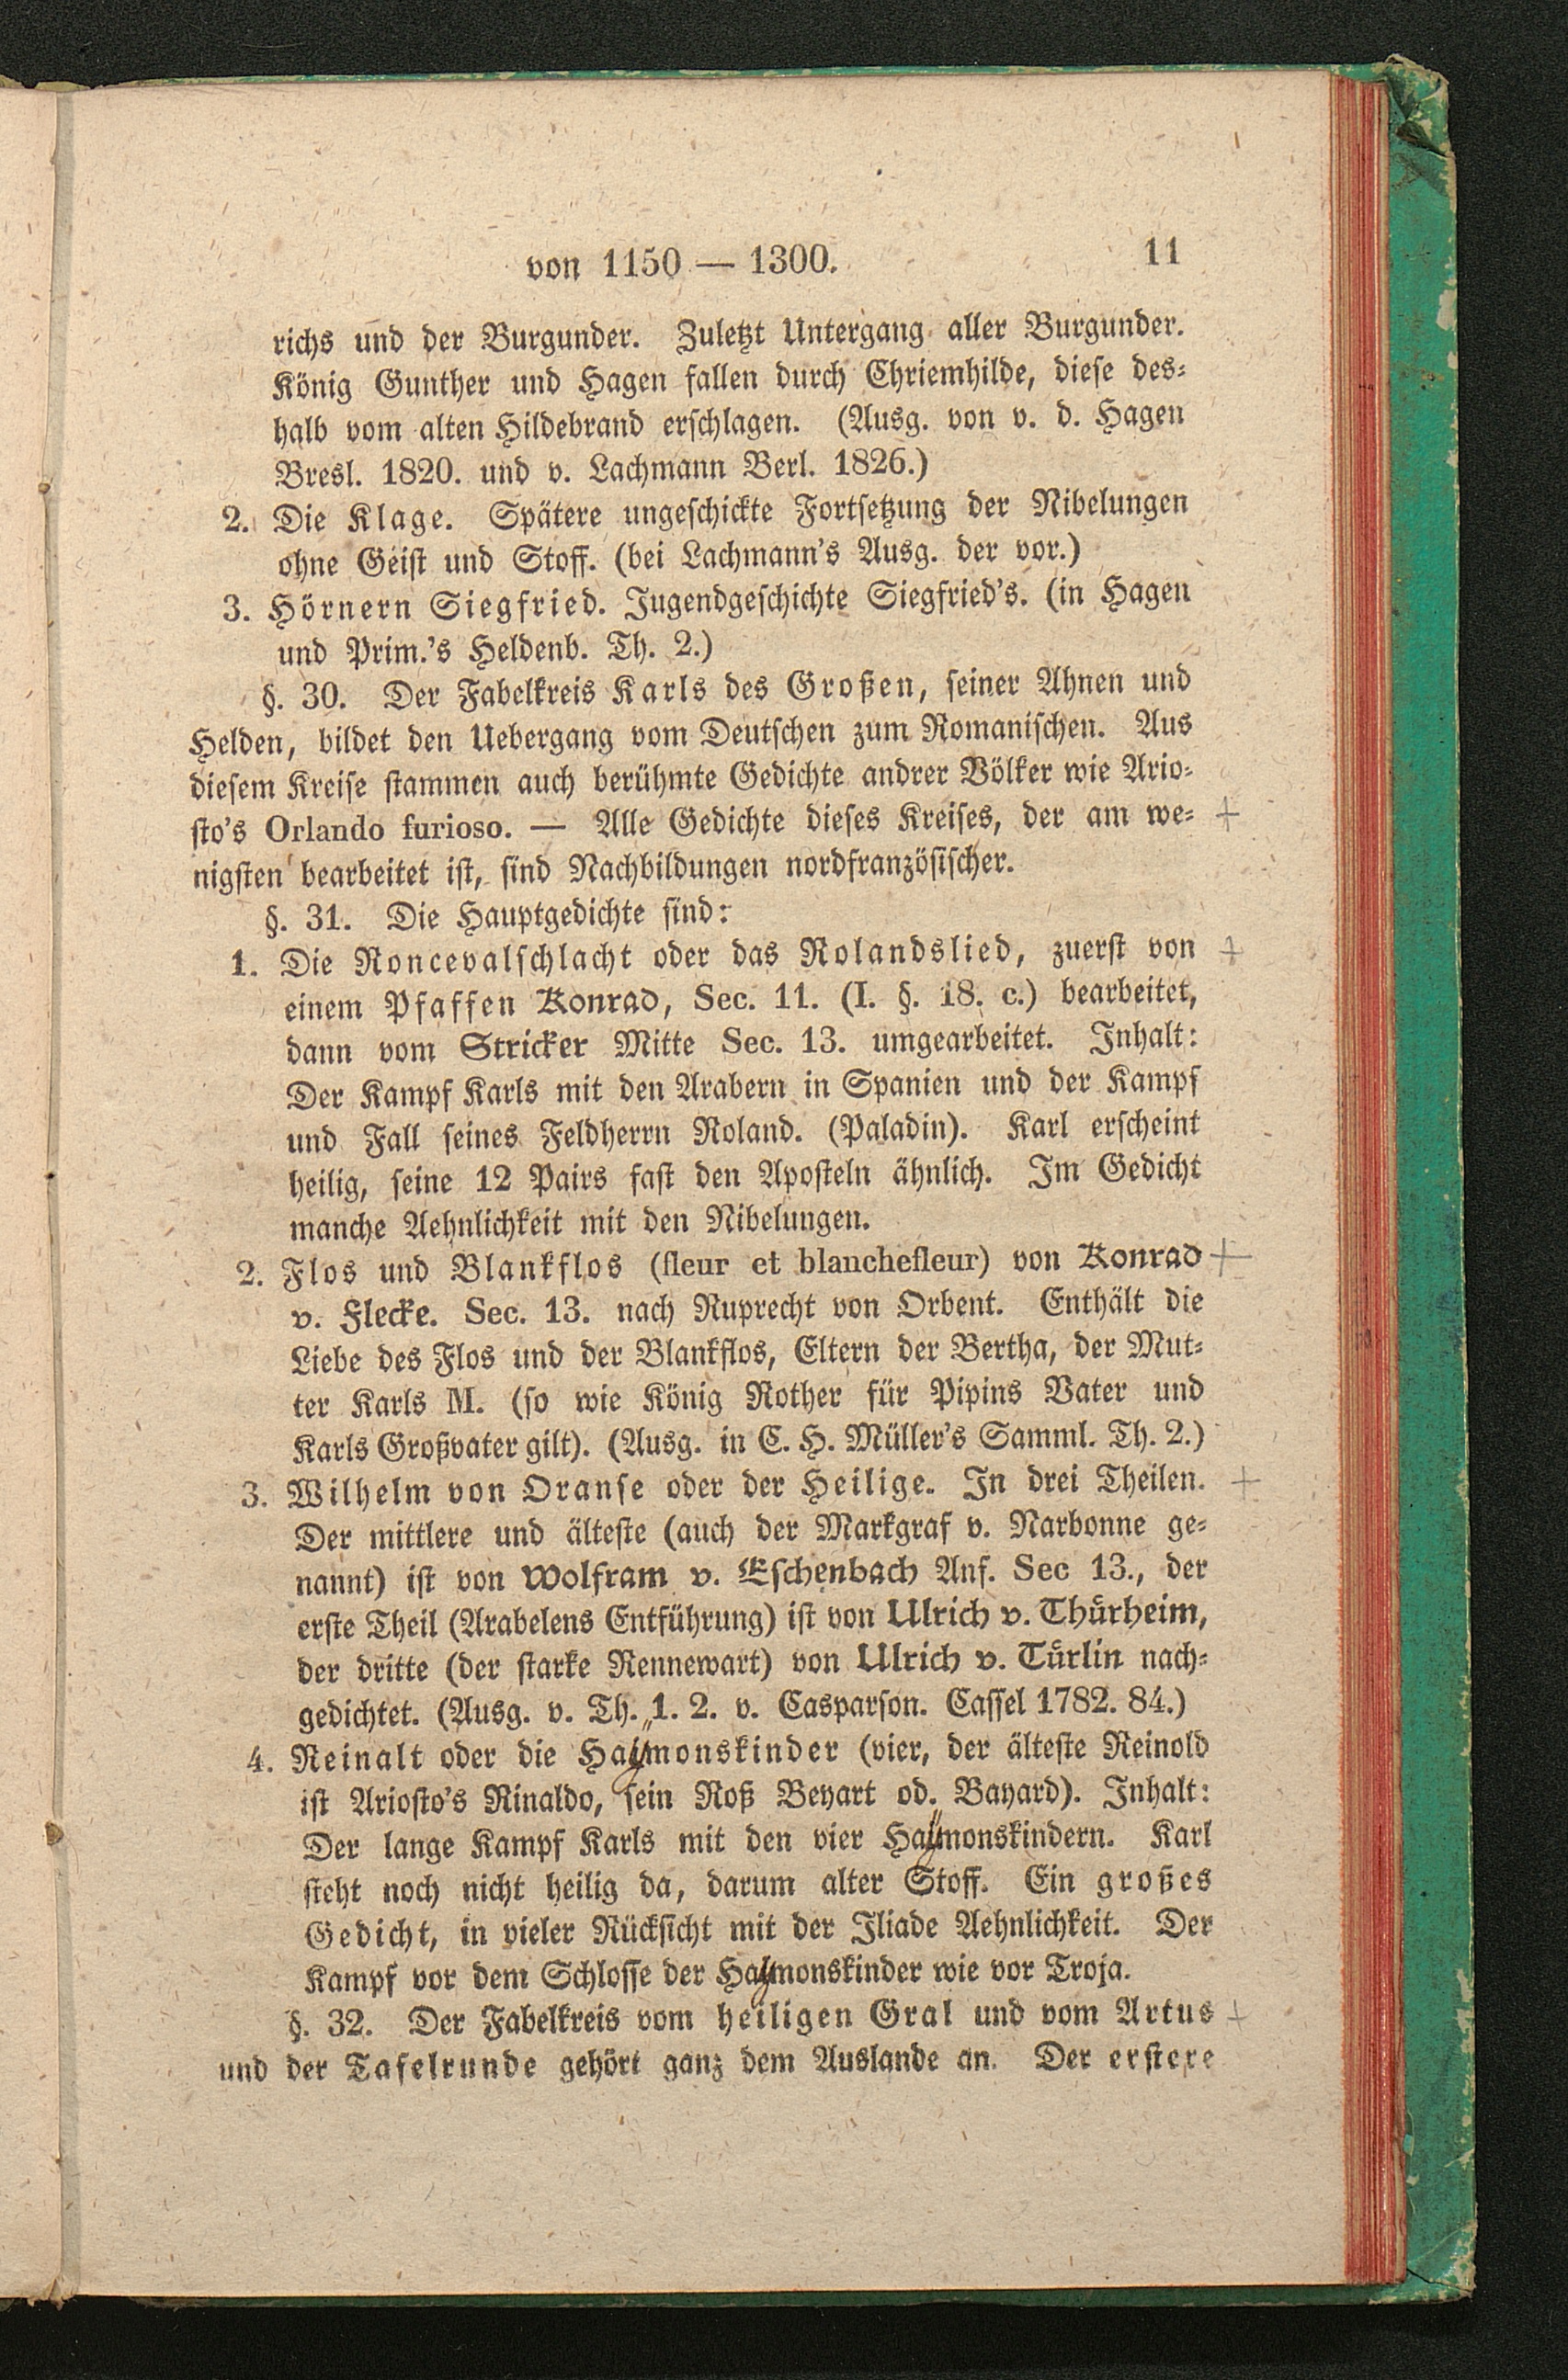 von 1150 — 1300. 11
richs und der Burgunder. Zuletzt Untergang aller Burgunder.
König Gunther und Hagen fallen durch Chriemhilde, diese des-
halb vom alten Hildebrand erschlagen. (Ausg. von v. d. Hagen
Bresl. 1820. und v. Lachmann Berl. 1826.)
2. Die Klage. Spätere ungeschickte Fortsetzung der Nibelungen
ohne Geist und Stoff. (bei Lachmann's Ausg. der vor.)
3. Hörnern Siegfried. Jugendgeschichte Siegfried's. (in Hagen
und Prim.'s Heldenb. Th. 2.)
§. 30. Der Fabelkreis Karls des Großen, seiner Ahnen und
Helden, bildet den Uebergang vom Deutschen zum Romanischen. Aus
diesem Kreise stammen auch berühmte Gedichte andrer Völker wie Ario-
sto's Orlando furioso. — Alle Gedichte dieses Kreises, der am we- +
nigsten bearbeitet ist, sind Nachbildungen nordfranzösischer.
§. 31. Die Hauptgedichte sind:
1. Die Roncevalschlacht oder das Rolandslied, zuerst von +
einem Pfaffen Konrad, Sec. 11. (I. §. 18. c.) bearbeitet,
dann vom Stricker Mitte Sec. 13. umgearbeitet. Inhalt:
Der Kampf Karls mit den Arabern in Spanien und der Kampf
und Fall seines Feldherrn Roland. (Paladin). Karl erscheint
heilig, seine 12 Pairs fast den Aposteln ähnlich. Im Gedicht
manche Aehnlichkeit mit den Nibelungen.
2. Flos und Blankflos (fleur et blanchefleur) von Konrad +
v. Flecke. Sec. 13. nach Ruprecht von Orbent. Enthält die
Liebe des Flos und der Blankflos, Eltern der Bertha, der Mut-
ter Karls M. (so wie König Rother für Pipins Vater und
Karls Großvater gilt). (Ausg. in C. H. Müller's Samml. Th. 2.)
3. Wilhelm von Oranse oder der Heilige. In drei Theilen. +
Der mittlere und älteste (auch der Markgraf v. Narbonne ge-
nannt) ist von Wolfram v. Eschenbach Anf. Sec 13., der
erste Theil (Arabelens Entführung) ist von Ulrich v. Thürheim,
der dritte (der starke Rennewart) von Ulrich v. Türlin nach-
gedichtet. (Ausg. v. Th. 1. 2. v. Casparson. Cassel 1782. 84.)
4. Reinalt oder die Haÿmonskinder (vier, der älteste Reinold
ist Ariosto's Rinaldo, sein Roß Beyart od. Bayard). Inhalt:
Der lange Kampf Karls mit den vier Haÿmonskindern. Karl
steht noch nicht heilig da, darum alter Stoff. Ein großes
Gedicht, in vieler Rücksicht mit der Iliade Aehnlichkeit. Der
Kampf vor dem Schlosse der Haymonskinder wie vor Troja.
§. 32. Der Fabelkreis vom heiligen Gral und vom Artus +
und der Tafelrunde gehört ganz dem Auslande an. Der erstere